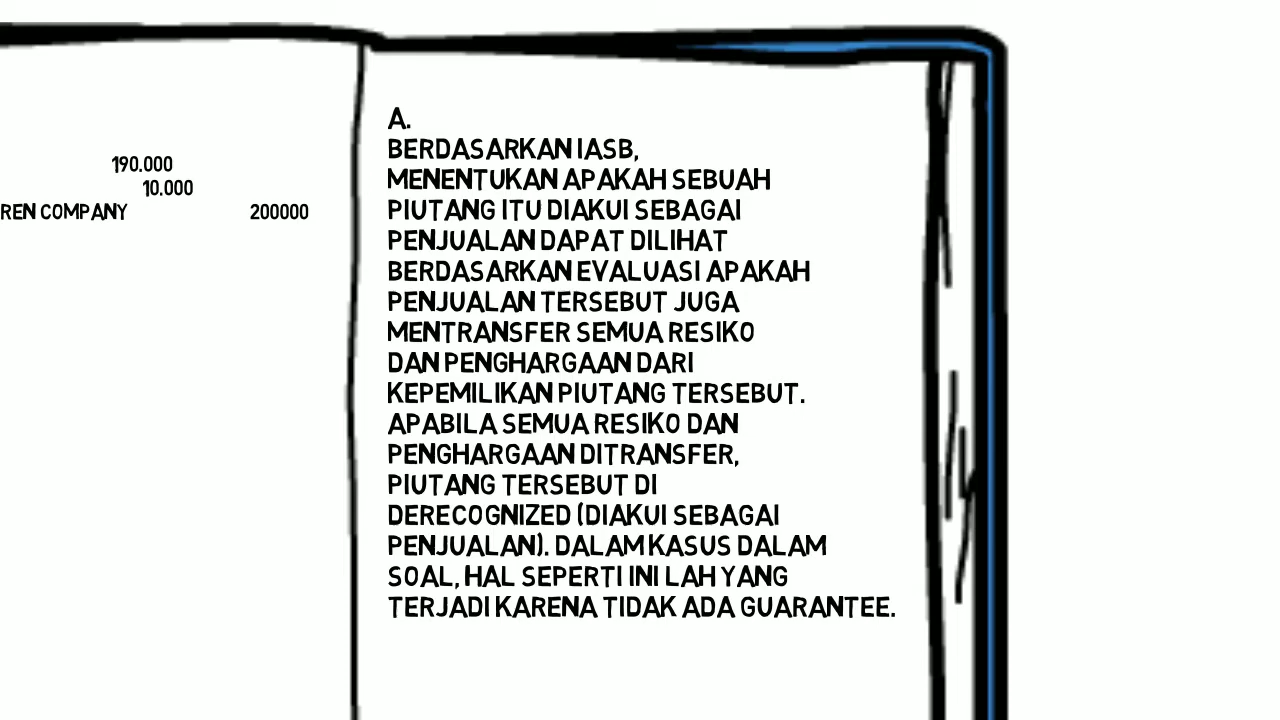 190.000
10.000
REN COMPANY 200000
A.
BERDASARKAN IASB,
MENENTUKAN APAKAH SEBUAH
PIUTANG ITU DIAKUI SEBAGAI
PENJUALAN DAPAT DILIHAT
BERDASARKAN EVALUASI APAKAH
PENJUALAN TERSEBUT JUGA
MENTRANSFER SEMUA RESIKO
DAN PENGHARGAAN DARI
KEPEMILIKAN PIUTANG TERSEBUT.
APABILA SEMUA RESIKO DAN
PENGHARGAAN DITRANSFER,
PIUTANG TERSEBUT DI
DERECOGNIZED (DIAKUI SEBAGAI
PENJUALAN). DALAM KASUS DALAM
SOAL, HAL SEPERTI INI LAH YANG
TERJADI KARENA TIDAK ADA GUARANTEE.